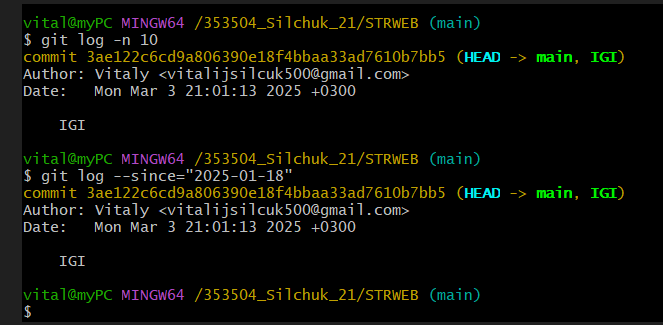 vital@myPC MINGW64 /353504_Silchuk_21/STRWEB (main)
$ git log -n 10
commit 3ae122c6cd9a806390e18f4bbaa33ad7610b7bb5 (HEAD -> main, IGI)
Author: Vitaly <vitalijsilcuk500@gmail.com>
Date:   Mon Mar 3 21:01:13 2025 +0300

    IGI

vital@myPC MINGW64 /353504_Silchuk_21/STRWEB (main)
$ git log --since="2025-01-18"
commit 3ae122c6cd9a806390e18f4bbaa33ad7610b7bb5 (HEAD -> main, IGI)
Author: Vitaly <vitalijsilcuk500@gmail.com>
Date:   Mon Mar 3 21:01:13 2025 +0300

    IGI

vital@myPC MINGW64 /353504_Silchuk_21/STRWEB (main)
$